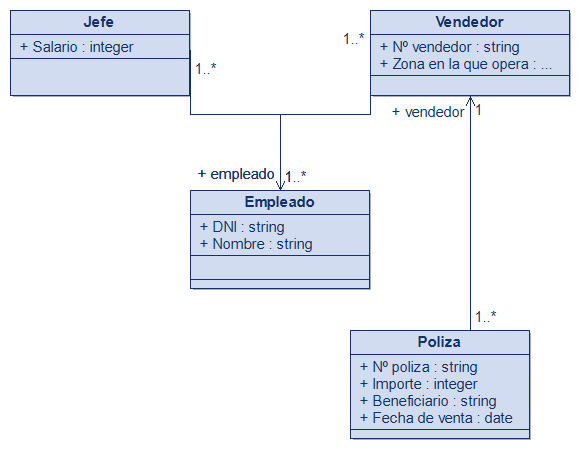 Jefe
+ Salario : integer
1..*
Vendedor
+ Nº vendedor : string
+ Zona en la que opera : ...
1..*
+ vendedor
1
+ empleado
1..*
Empleado
+ DNI : string
+ Nombre : string
1..*
Poliza
+ Nº poliza : string
+ Importe : integer
+ Beneficiario : string
+ Fecha de venta : date